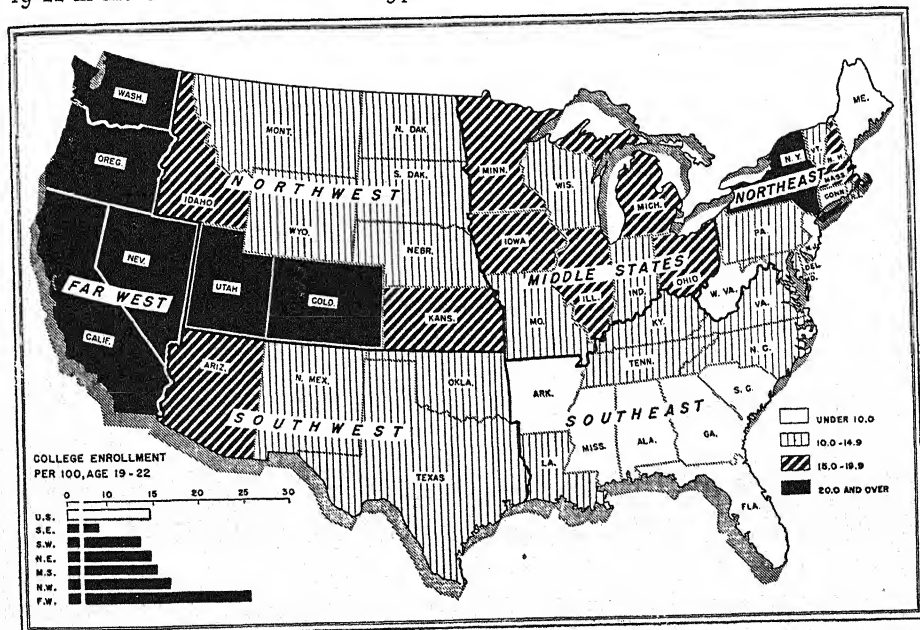 WASH.
OREG.
IDAHO
MONT.
N. DAK.
S. DAK.
NORTHWEST
WYO.
NEBR.
NEV.
UTAH
COLO.
KANS.
FAR WEST
CALIF.
ARIZ.
N. MEX.
OKLA.
SOUTHWEST
TEXAS
MINN.
WIS.
MICH.
IOWA
MIDDLE STATES
ILL.
IND.
OHIO
MO.
ME.
N.Y.
VT.
N. H.
MASS
CONN.
NORTHEAST
PA.
DEL.
W. VA.
VA.
KY.
TENN.
N. C.
S. C.
ARK.
SOUTHEAST
MISS.
ALA.
GA.
LA.
FLA.
UNDER 10.0
10.0-14.9
15.0-19.9
20.0 AND OVER
COLLEGE ENROLLMENT
PER 100, AGE 19-22
0 5 10 15 20 25 30
U.S.
S.E.
S.W.
N.E.
M.S.
N.W.
F.W.